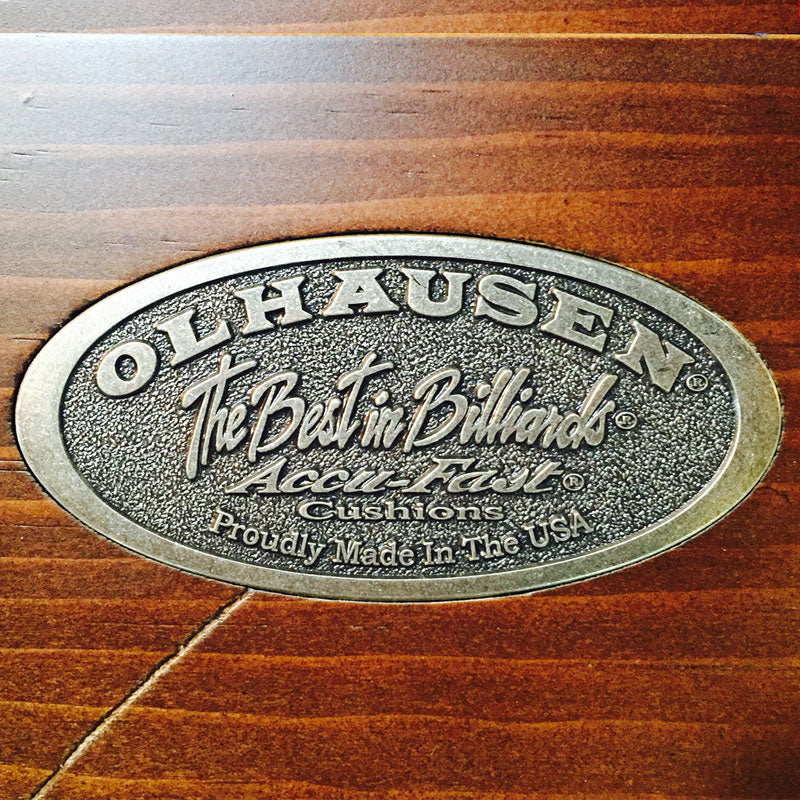 OLHAUSEN®
The Best in Billiards®
Accu-Fast®
Cushions
Proudly Made In The USA